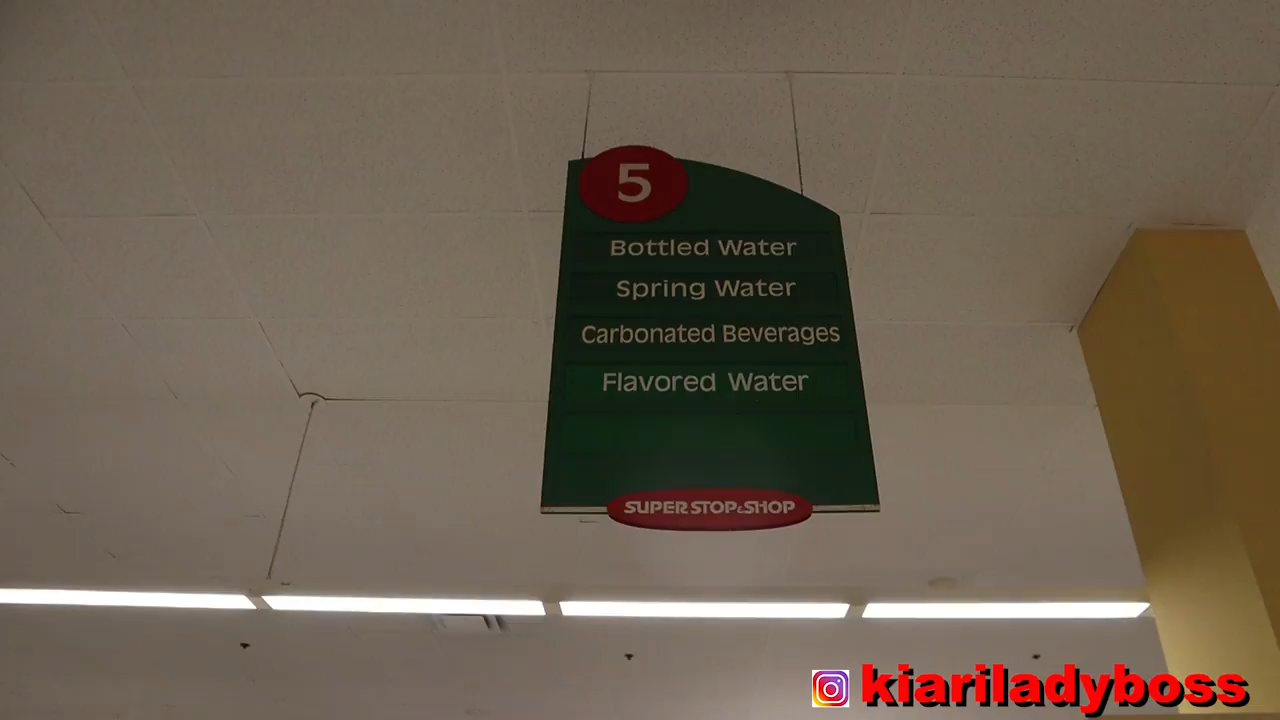 5
Bottled Water
Spring Water
Carbonated Beverages
Flavored Water
SUPER STOP&SHOP
kiariladyboss